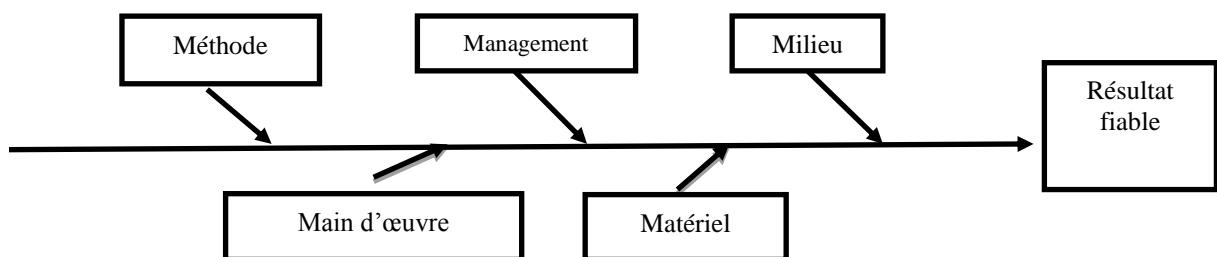 Méthode
Management
Milieu
Résultat
fiable
Main d'œuvre
Matériel